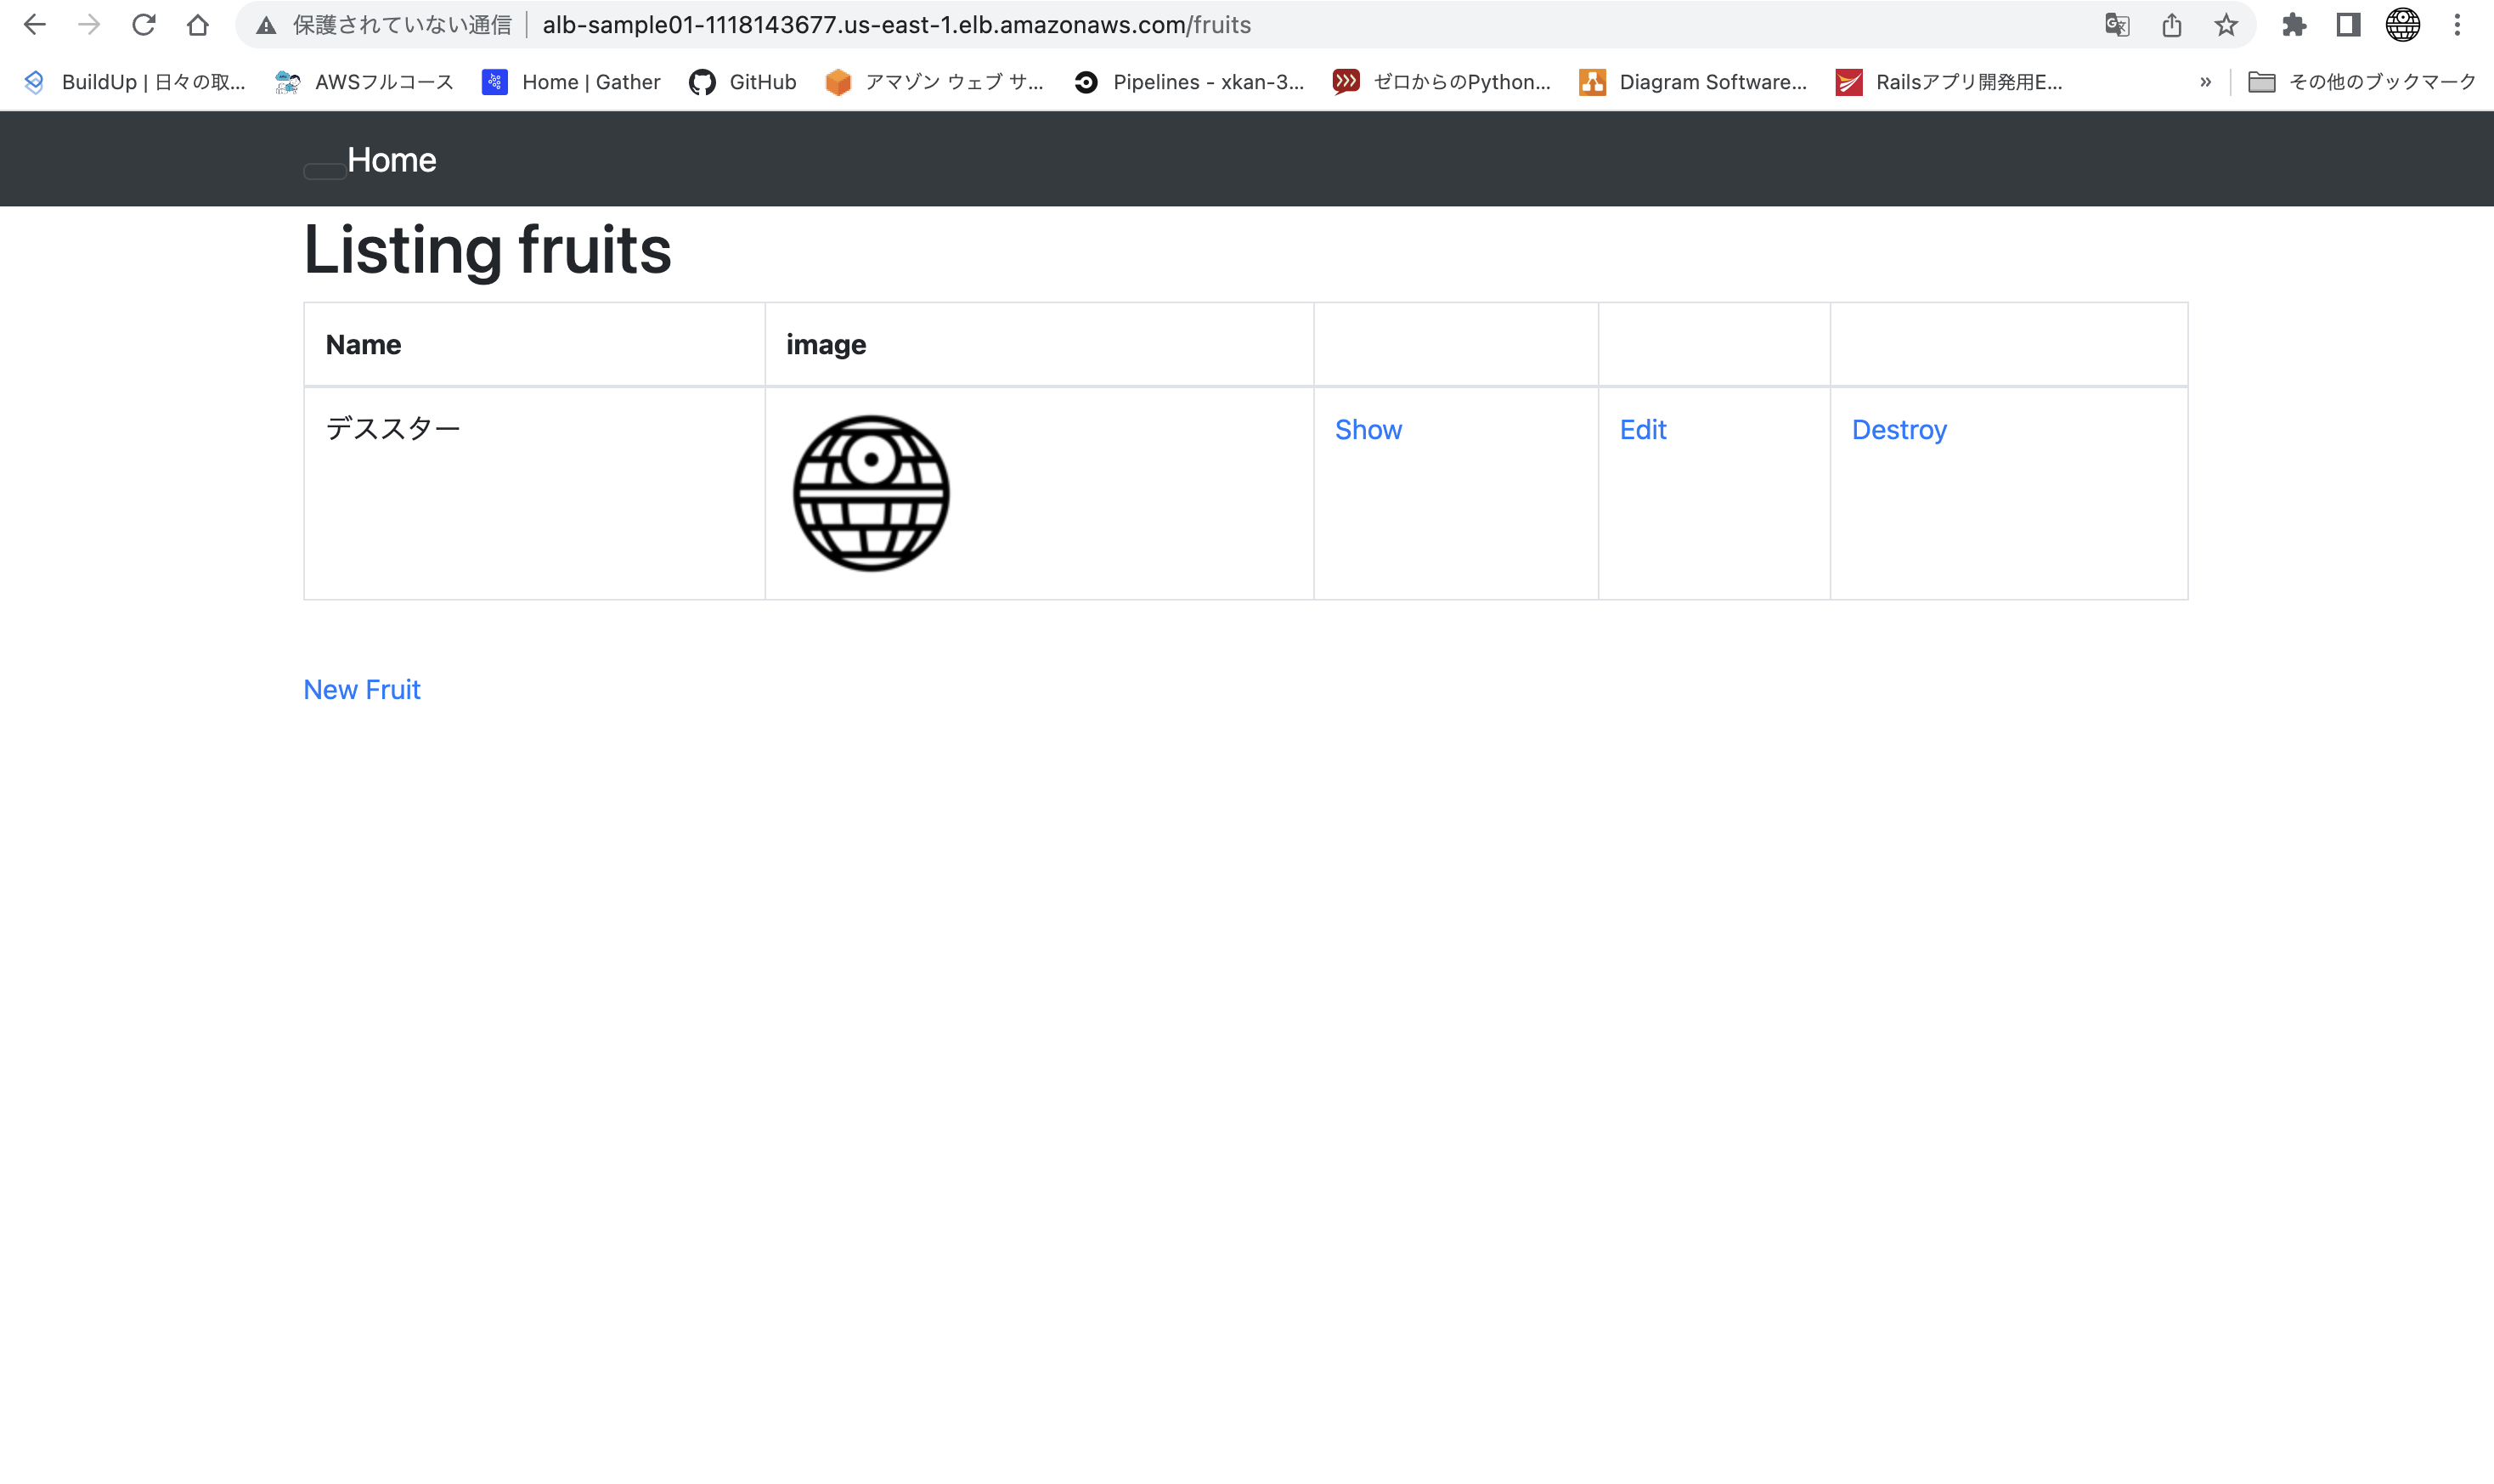 保護されていない通信 alb-sample01-1118143677.us-east-1.elb.amazonaws.com/fruits
BuildUp | 日々の取... AWSフルコース Home | Gather GitHub アマゾン ウェブ サ... Pipelines - xkan-3... ゼロからのPython... Diagram Software... Railsアプリ開発用E... » その他のブックマーク
Home
Listing fruits
Name image
デススター Show Edit Destroy
New Fruit